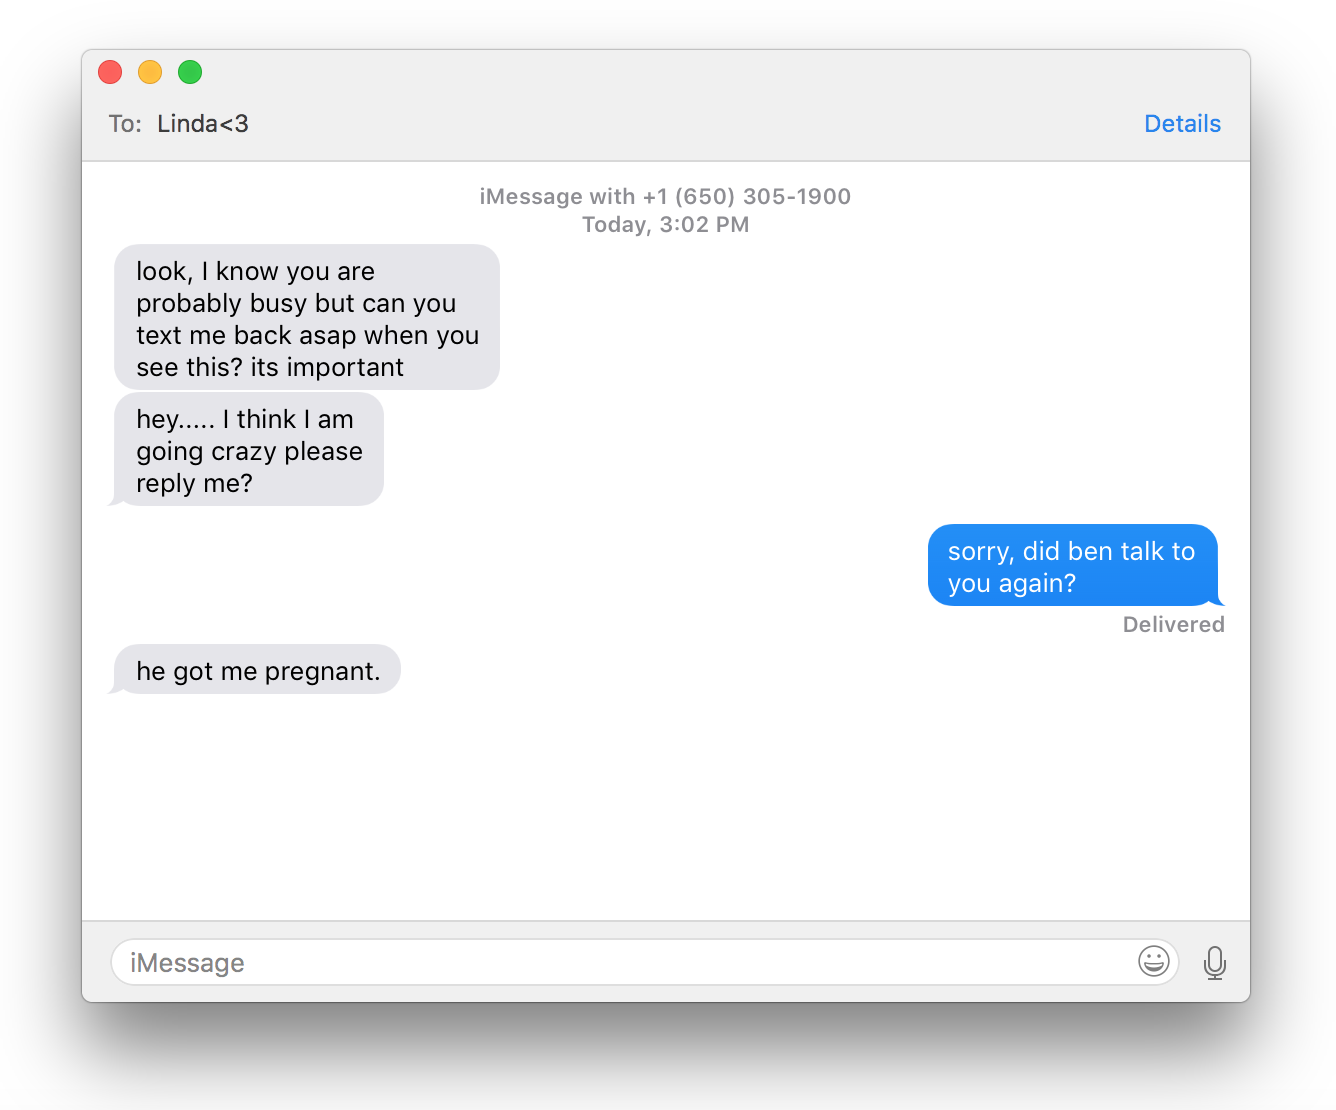 To: Linda<3
Details
iMessage with +1 (650) 305-1900
Today, 3:02 PM
look, I know you are
probably busy but can you
text me back asap when you
see this? its important
hey..... I think I am
going crazy please
reply me?
sorry, did ben talk to
you again?
Delivered
he got me pregnant.
iMessage